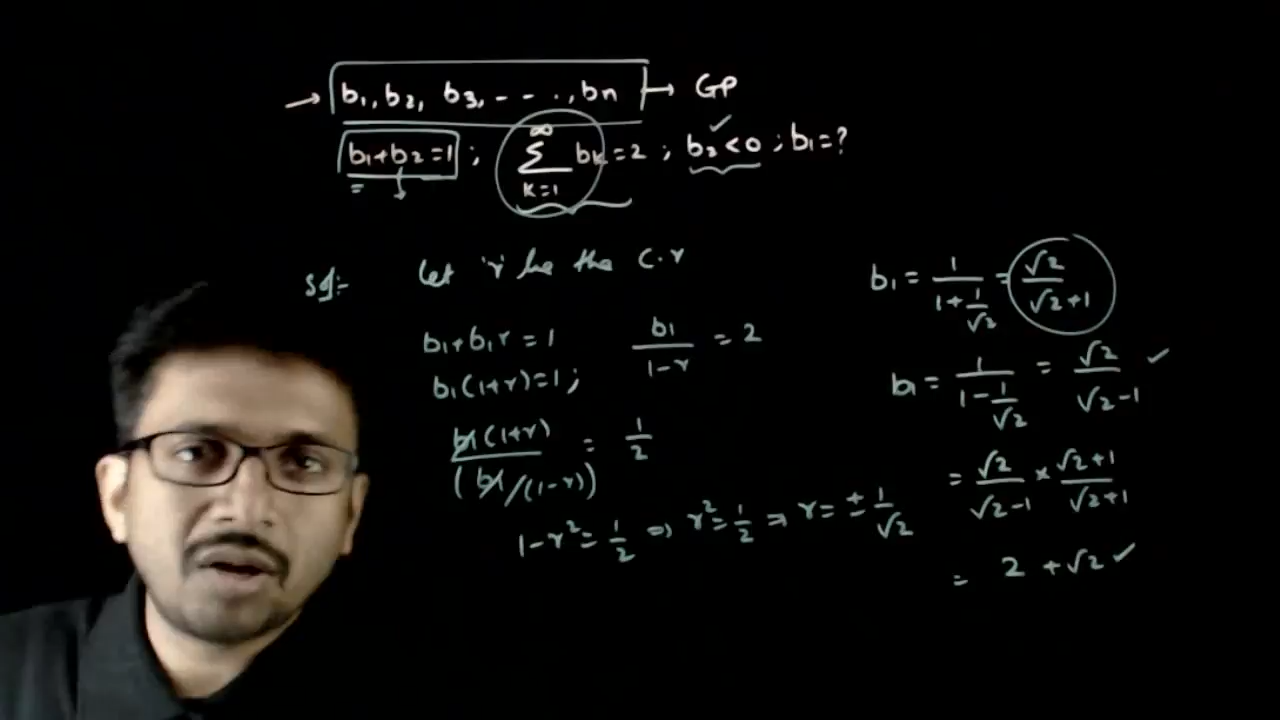 → b₁, b₂, b₃, - - . ., bn → GP
b₁+b₂=1 ; ∞ Σ k=1 bk = 2 ; b₂<0 ; b₁=?
Sol:- Let 'r' be the C.r
b₁+b₁r = 1
b₁/(1-r) = 2
b₁(1+r)=1;
b₁(1+r)/(b₁/(1-r)) = 1/2
1-r² = 1/2 ⇒ r² = 1/2 ⇒ r = ± 1/√2
b₁ = 1/(1+1/√2) = √2/(√2+1)
b₁ = 1/(1-1/√2) = √2/(√2-1) ✓
= √2/(√2-1) × (√2+1)/(√2+1)
= 2 + √2 ✓